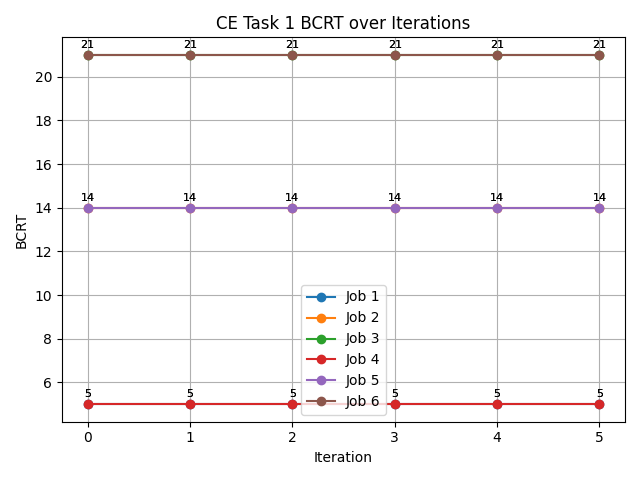 CE Task 1 BCRT over Iterations
21 21 21 21 21 21
14 14 14 14 14 14
5 5 5 5 5 5
BCRT
20
18
16
14
12
10
8
6
Job 1
Job 2
Job 3
Job 4
Job 5
Job 6
0 1 2 3 4 5
Iteration